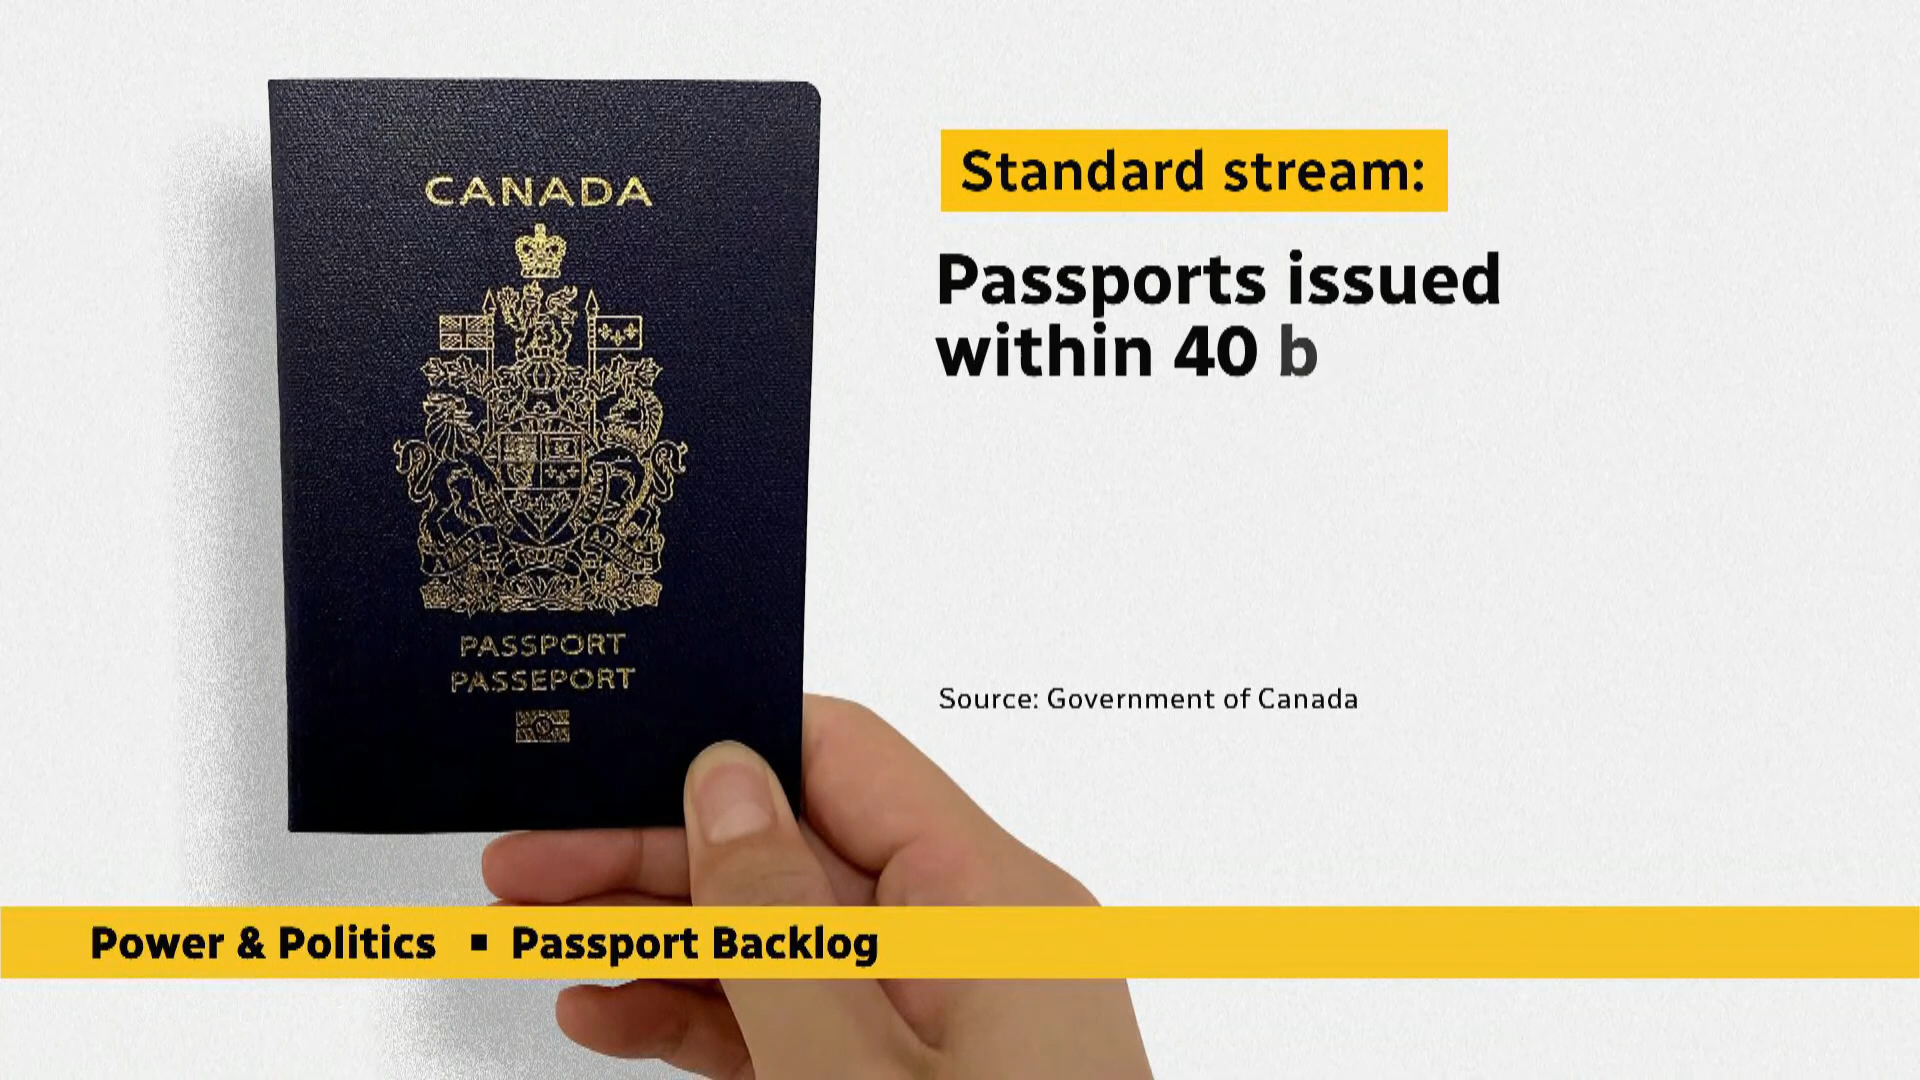 CANADA
PASSPORT
PASSEPORT
Standard stream:
Passports issued
within 40 b
Source: Government of Canada
Power & Politics ▪ Passport Backlog